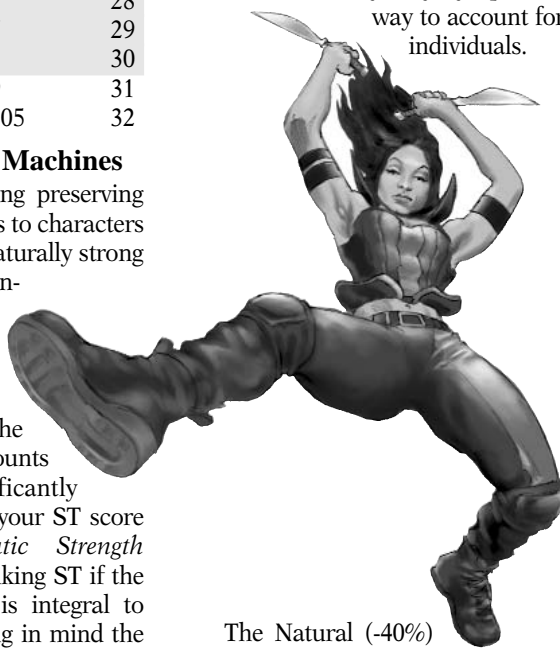 28
29
30
31
05 32
Machines
ng preserving
s to characters
aturally strong
n-
he
ounts
ficantly
your ST score
tic Strength
king ST if the
is integral to
g in mind the
way to account for
individuals.
The Natural (-40%)